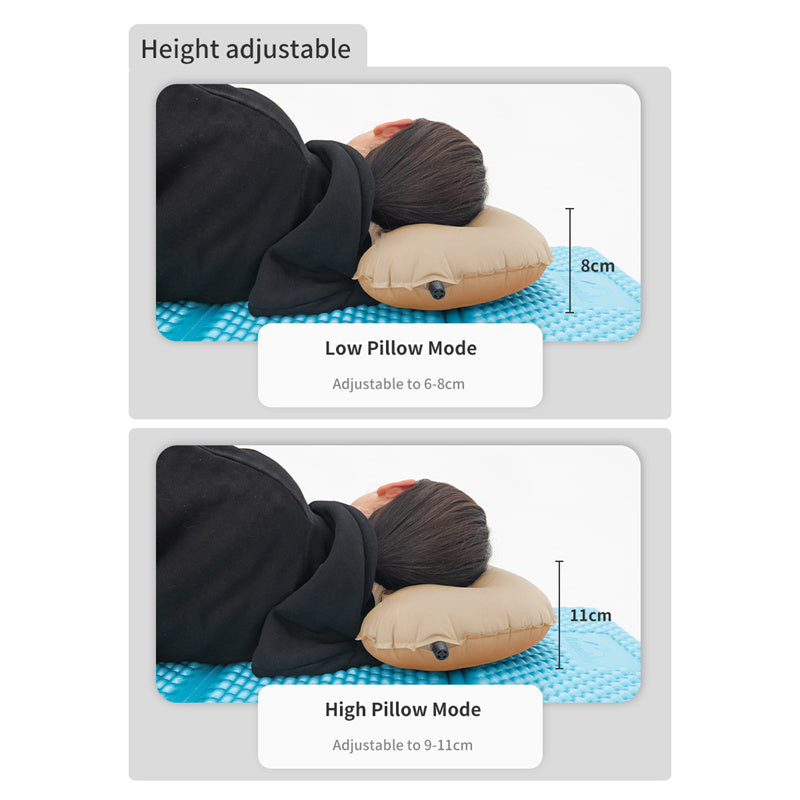 Height adjustable
8cm
Low Pillow Mode
Adjustable to 6-8cm
11cm
High Pillow Mode
Adjustable to 9-11cm